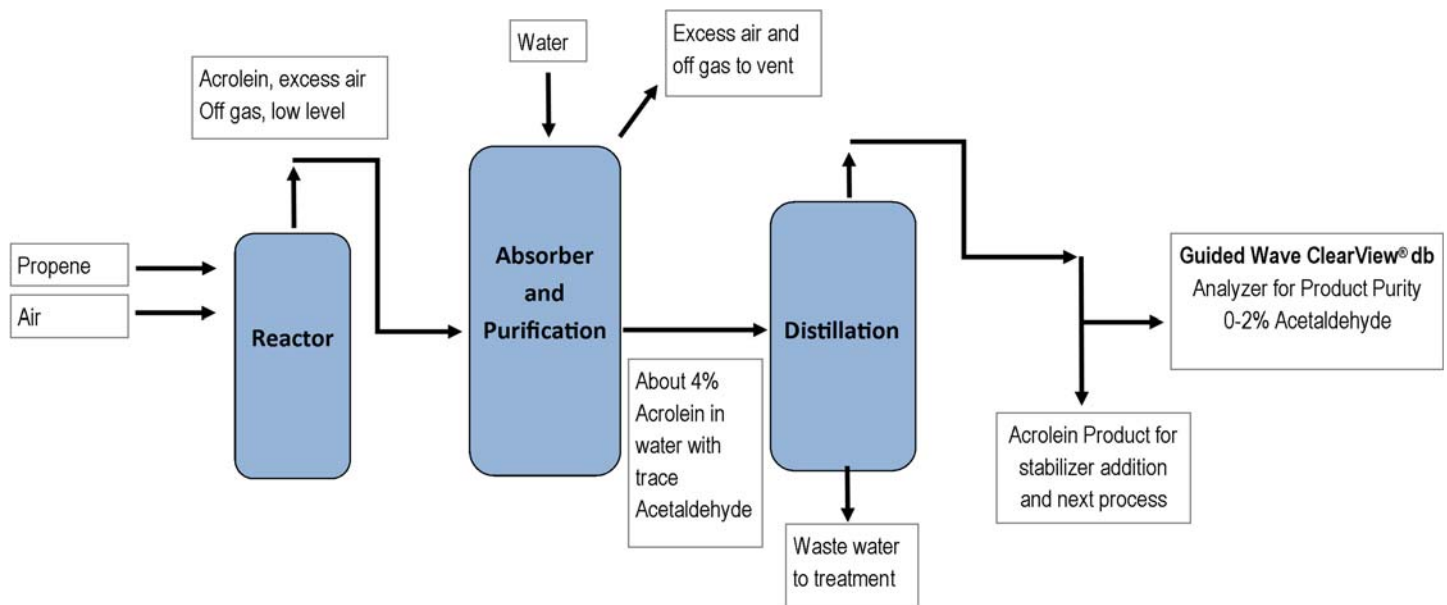 Water
Excess air and
off gas to vent
Acrolein, excess air
Off gas, low level
Propene
Air
Reactor
Absorber
and
Purification
Distillation
Guided Wave ClearView® db
Analyzer for Product Purity
0-2% Acetaldehyde
About 4%
Acrolein in
water with
trace
Acetaldehyde
Acrolein Product for
stabilizer addition
and next process
Waste water
to treatment